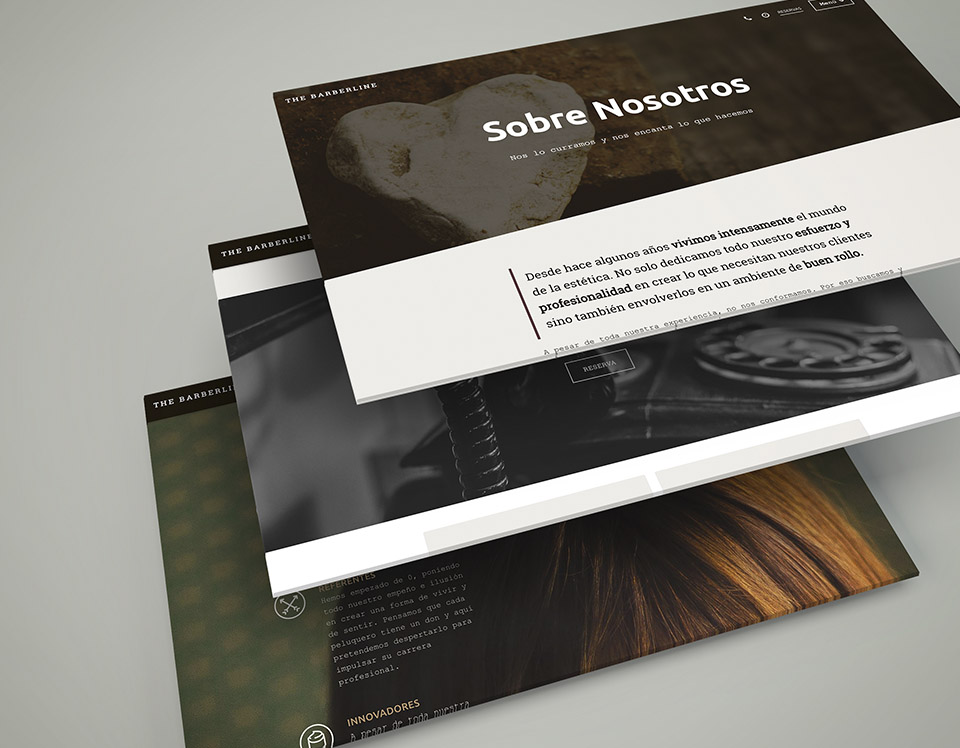 RESERVAS
Menú
THE BARBERLINE
Sobre Nosotros
Nos lo curramos y nos encanta lo que hacemos
Desde hace algunos años vivimos intensamente el mundo
de la estética. No solo dedicamos todo nuestro esfuerzo y
profesionalidad en crear lo que necesitan nuestros clientes
sino también envolverlos en un ambiente de buen rollo.
A pesar de toda nuestra experiencia, no nos conformamos. Por eso buscamos y
THE BARBERLINE
RESERVA
THE BARBERLI
REFERENTES
Hemos empezado de 0, poniendo
todo nuestro empeño e ilusión
en crear una forma de vivir y
de sentir. Pensamos que cada
peluquero tiene un don y aquí
pretendemos despertarlo para
impulsar su carrera
profesional.
INNOVADORES
A pesar de toda nuestra